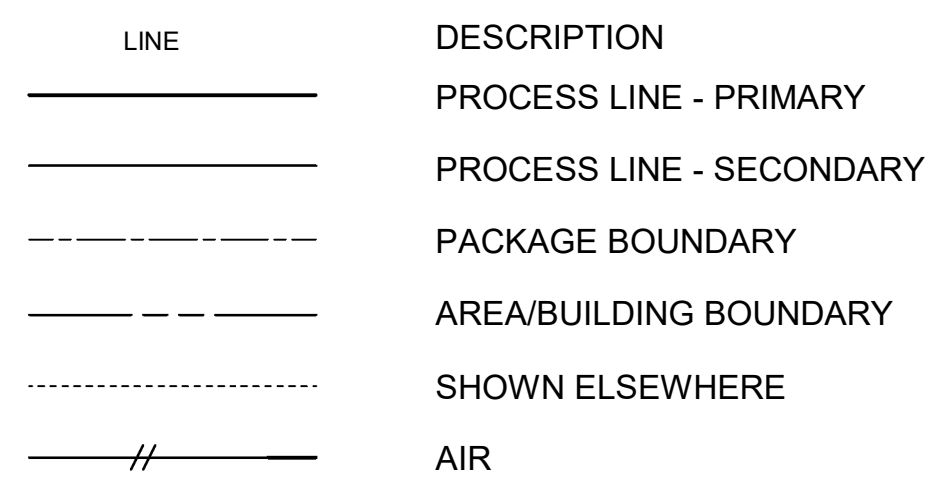 LINE DESCRIPTION
PROCESS LINE - PRIMARY
PROCESS LINE - SECONDARY
PACKAGE BOUNDARY
AREA/BUILDING BOUNDARY
SHOWN ELSEWHERE
AIR